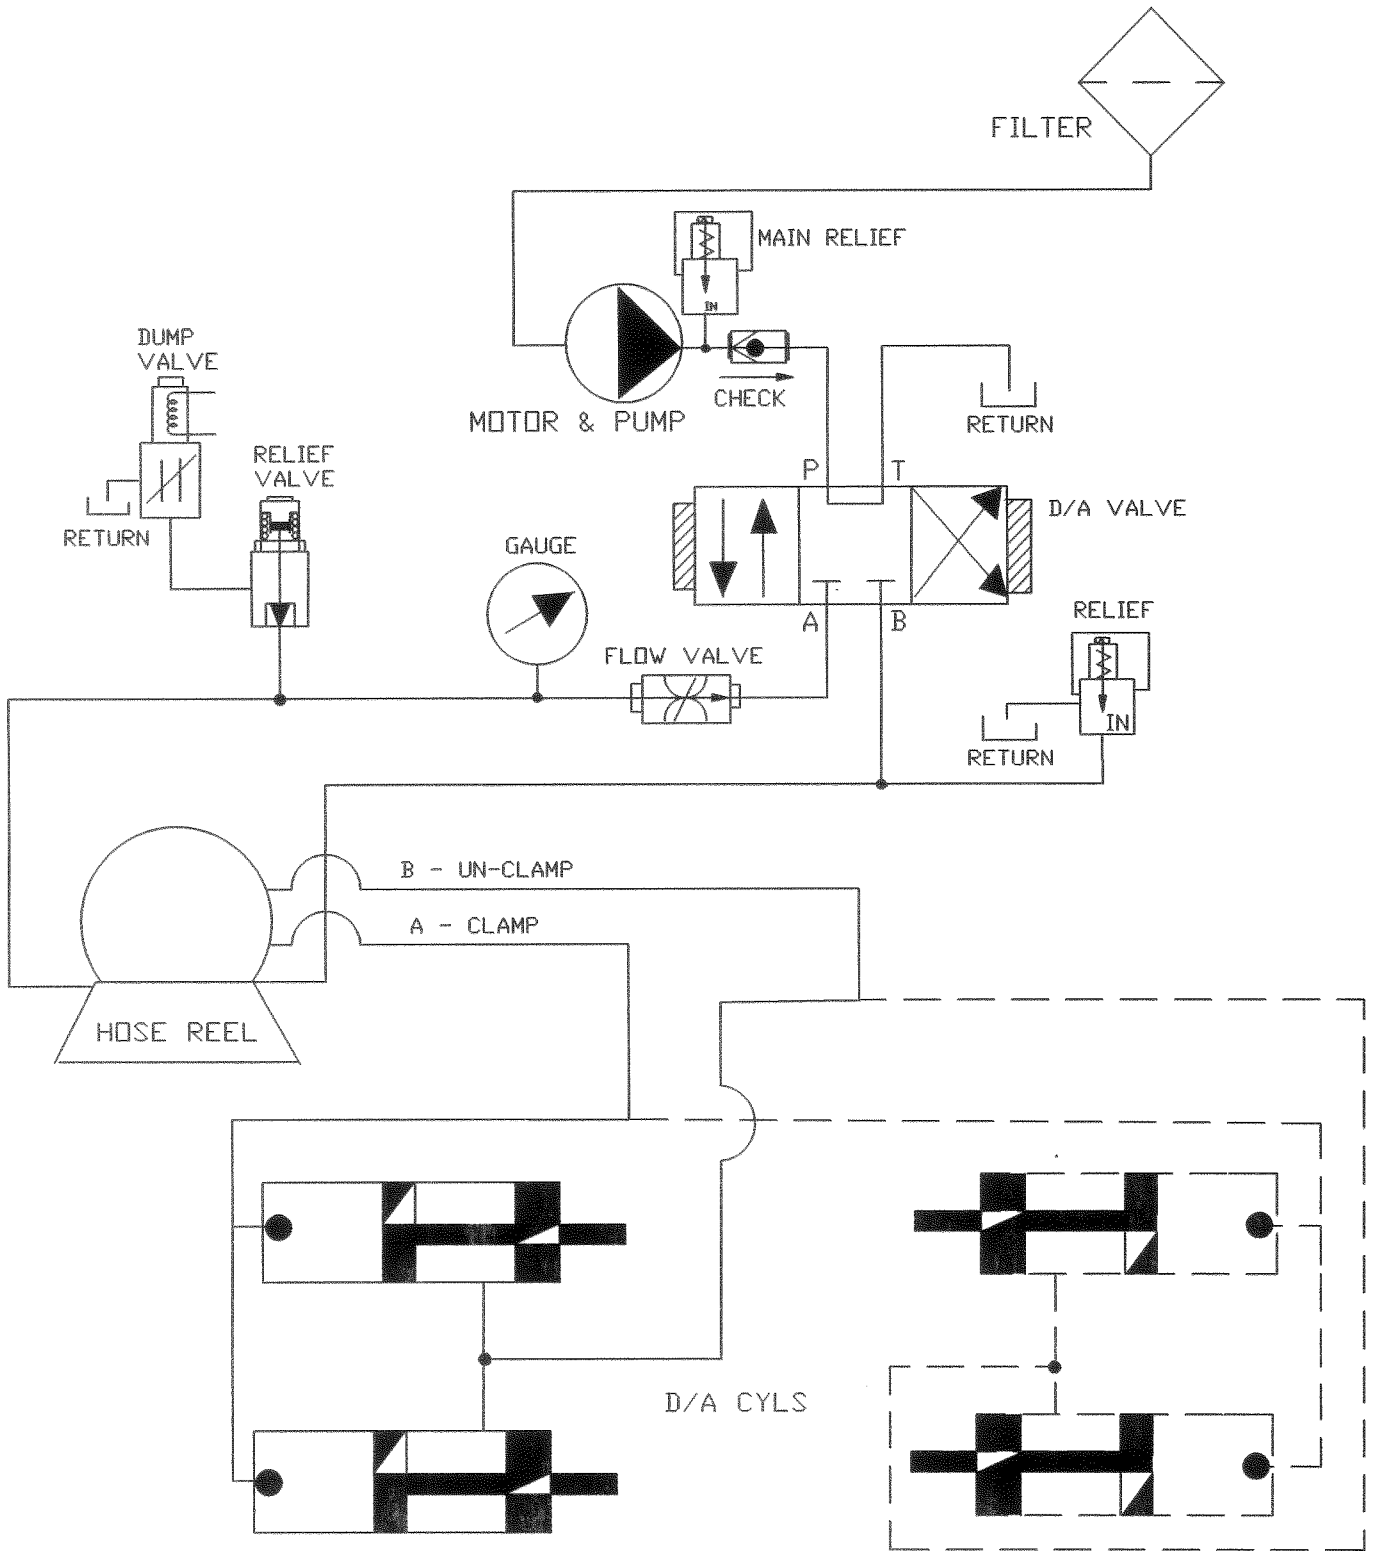 FILTER
MAIN RELIEF
IN
DUMP
VALVE
CHECK
MOTOR & PUMP
RETURN
RELIEF
VALVE
P
T
D/A VALVE
RETURN
GAUGE
RELIEF
A
B
FLOW VALVE
IN
RETURN
B - UN-CLAMP
A - CLAMP
HOSE REEL
D/A CYLS